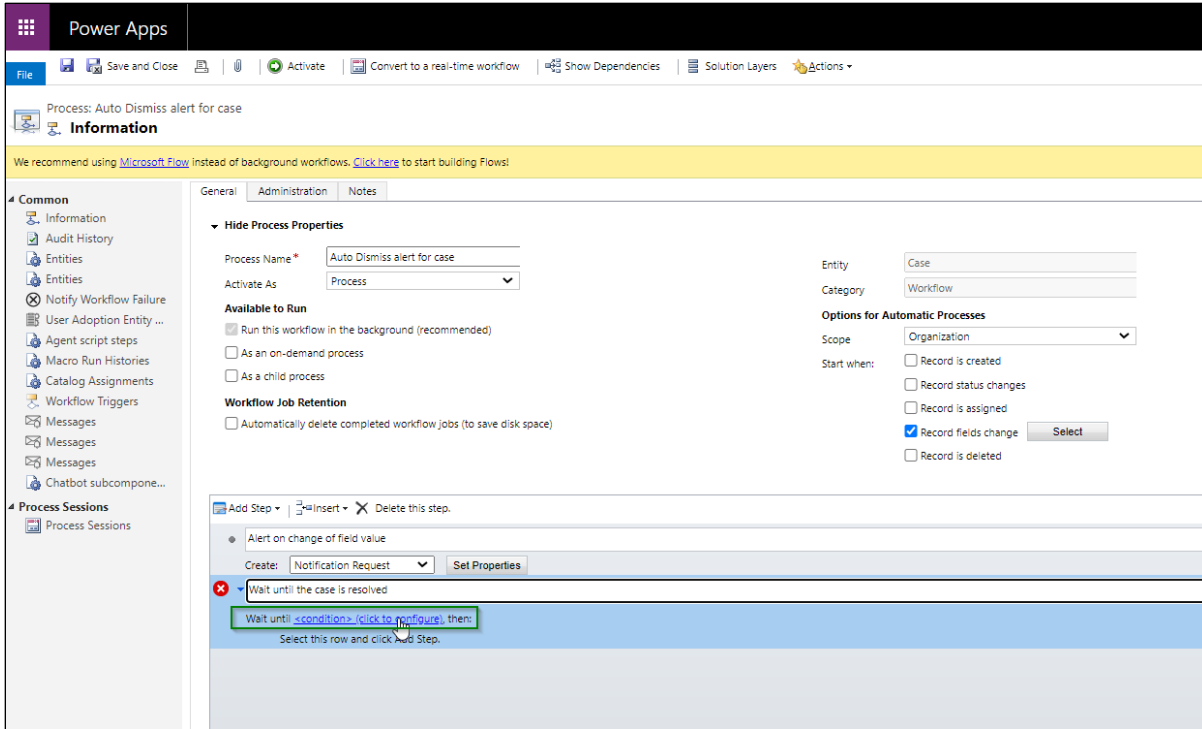 Power Apps
File Save and Close Activate Convert to a real-time workflow Show Dependencies Solution Layers Actions
Process: Auto Dismiss alert for case
Information
We recommend using Microsoft Flow instead of background workflows. Click here to start building Flows!
Common
Information
Audit History
Entities
Entities
Notify Workflow Failure
User Adoption Entity ...
Agent script steps
Macro Run Histories
Catalog Assignments
Workflow Triggers
Messages
Messages
Messages
Chatbot subcompone...
Process Sessions
Process Sessions
General Administration Notes
Hide Process Properties
Process Name* Auto Dismiss alert for case
Activate As Process
Available to Run
Run this workflow in the background (recommended)
As an on-demand process
As a child process
Workflow Job Retention
Automatically delete completed workflow jobs (to save disk space)
Entity Case
Category Workflow
Options for Automatic Processes
Scope Organization
Start when: Record is created
Record status changes
Record is assigned
Record fields change Select
Record is deleted
Add Step Insert Delete this step.
Alert on change of field value
Create: Notification Request Set Properties
Wait until the case is resolved
Wait until <condition> (click to configure), then:
Select this row and click Add Step.